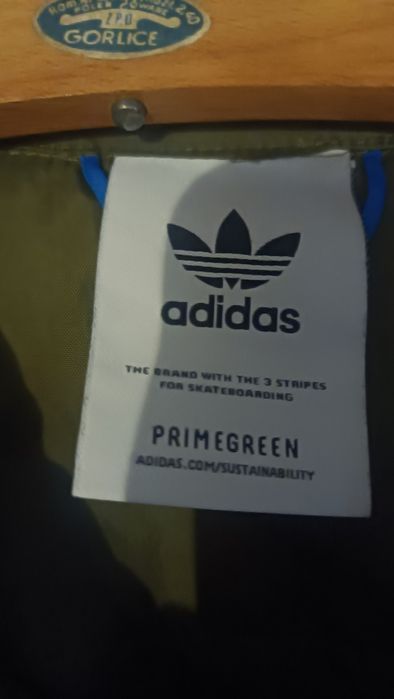 Z.P.D
GORLICE
adidas
THE BRAND WITH THE 3 STRIPES
FOR SKATEBOARDING
PRIMEGREEN
ADIDAS.COM/SUSTAINABILITY